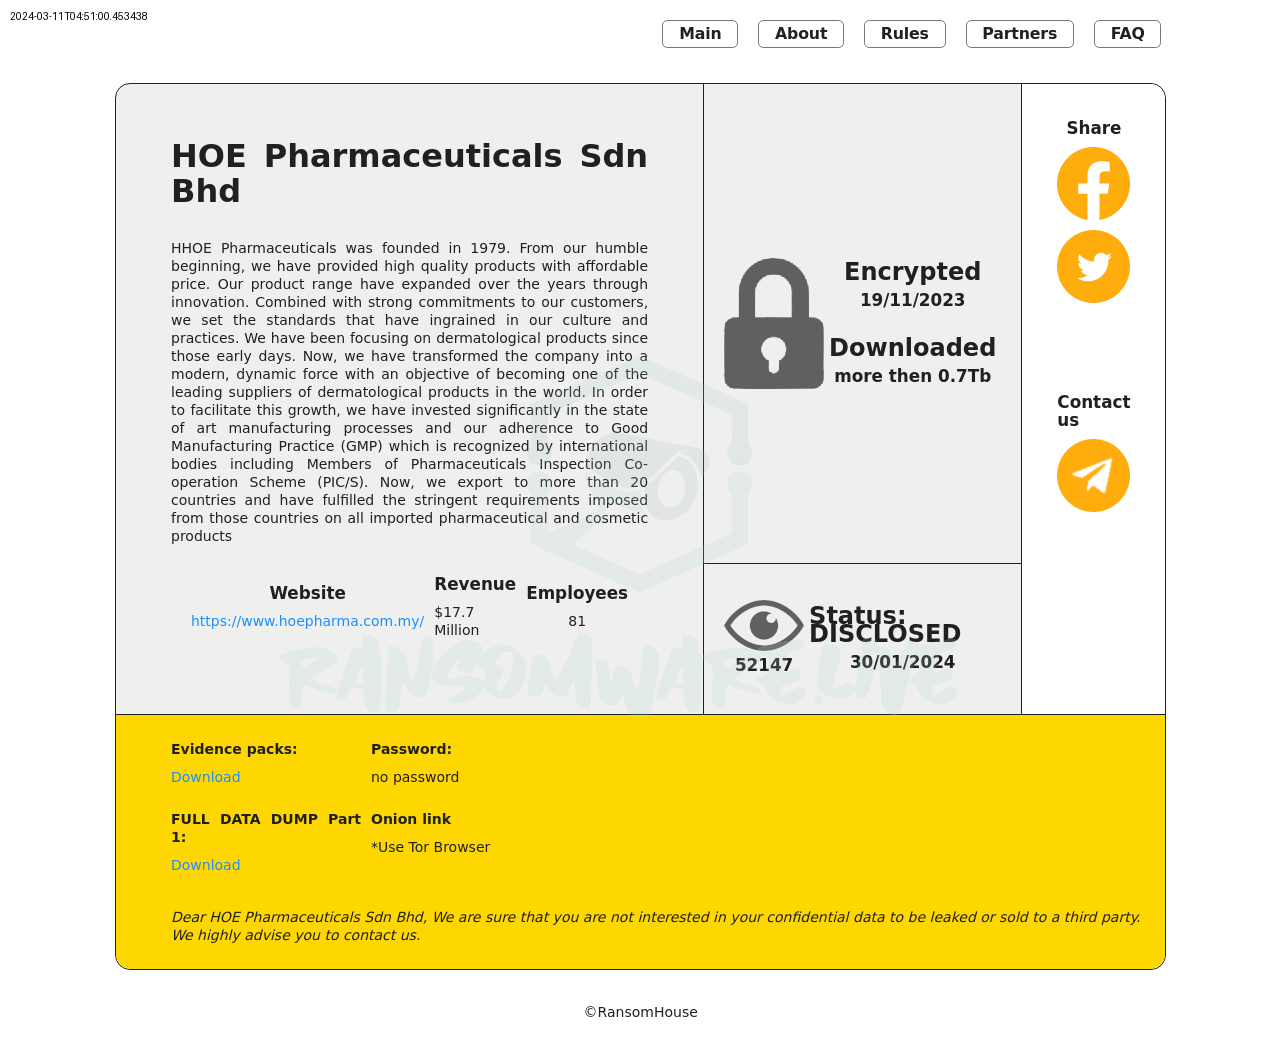 2024-03-11T04:51:00.453438
Main
About
Rules
Partners
FAQ
HOE Pharmaceuticals Sdn
Bhd
HHOE Pharmaceuticals was founded in 1979. From our humble
beginning, we have provided high quality products with affordable
price. Our product range have expanded over the years through
innovation. Combined with strong commitments to our customers,
we set the standards that have ingrained in our culture and
practices. We have been focusing on dermatological products since
those early days. Now, we have transformed the company into a
modern, dynamic force with an objective of becoming one of the
leading suppliers of dermatological products in the world. In order
to facilitate this growth, we have invested significantly in the state
of art manufacturing processes and our adherence to Good
Manufacturing Practice (GMP) which is recognized by international
bodies including Members of Pharmaceuticals Inspection Co-
operation Scheme (PIC/S). Now, we export to more than 20
countries and have fulfilled the stringent requirements imposed
from those countries on all imported pharmaceutical and cosmetic
products
Website
https://www.hoepharma.com.my/
Revenue
$17.7
Million
Employees
81
Encrypted
19/11/2023
Downloaded
more then 0.7Tb
52147
Status:
DISCLOSED
30/01/2024
Share
Contact
us
RANSOMWARE.LIVE
Evidence packs:
Download
Password:
no password
FULL DATA DUMP Part
1:
Download
Onion link
*Use Tor Browser
Dear HOE Pharmaceuticals Sdn Bhd, We are sure that you are not interested in your confidential data to be leaked or sold to a third party.
We highly advise you to contact us.
©RansomHouse